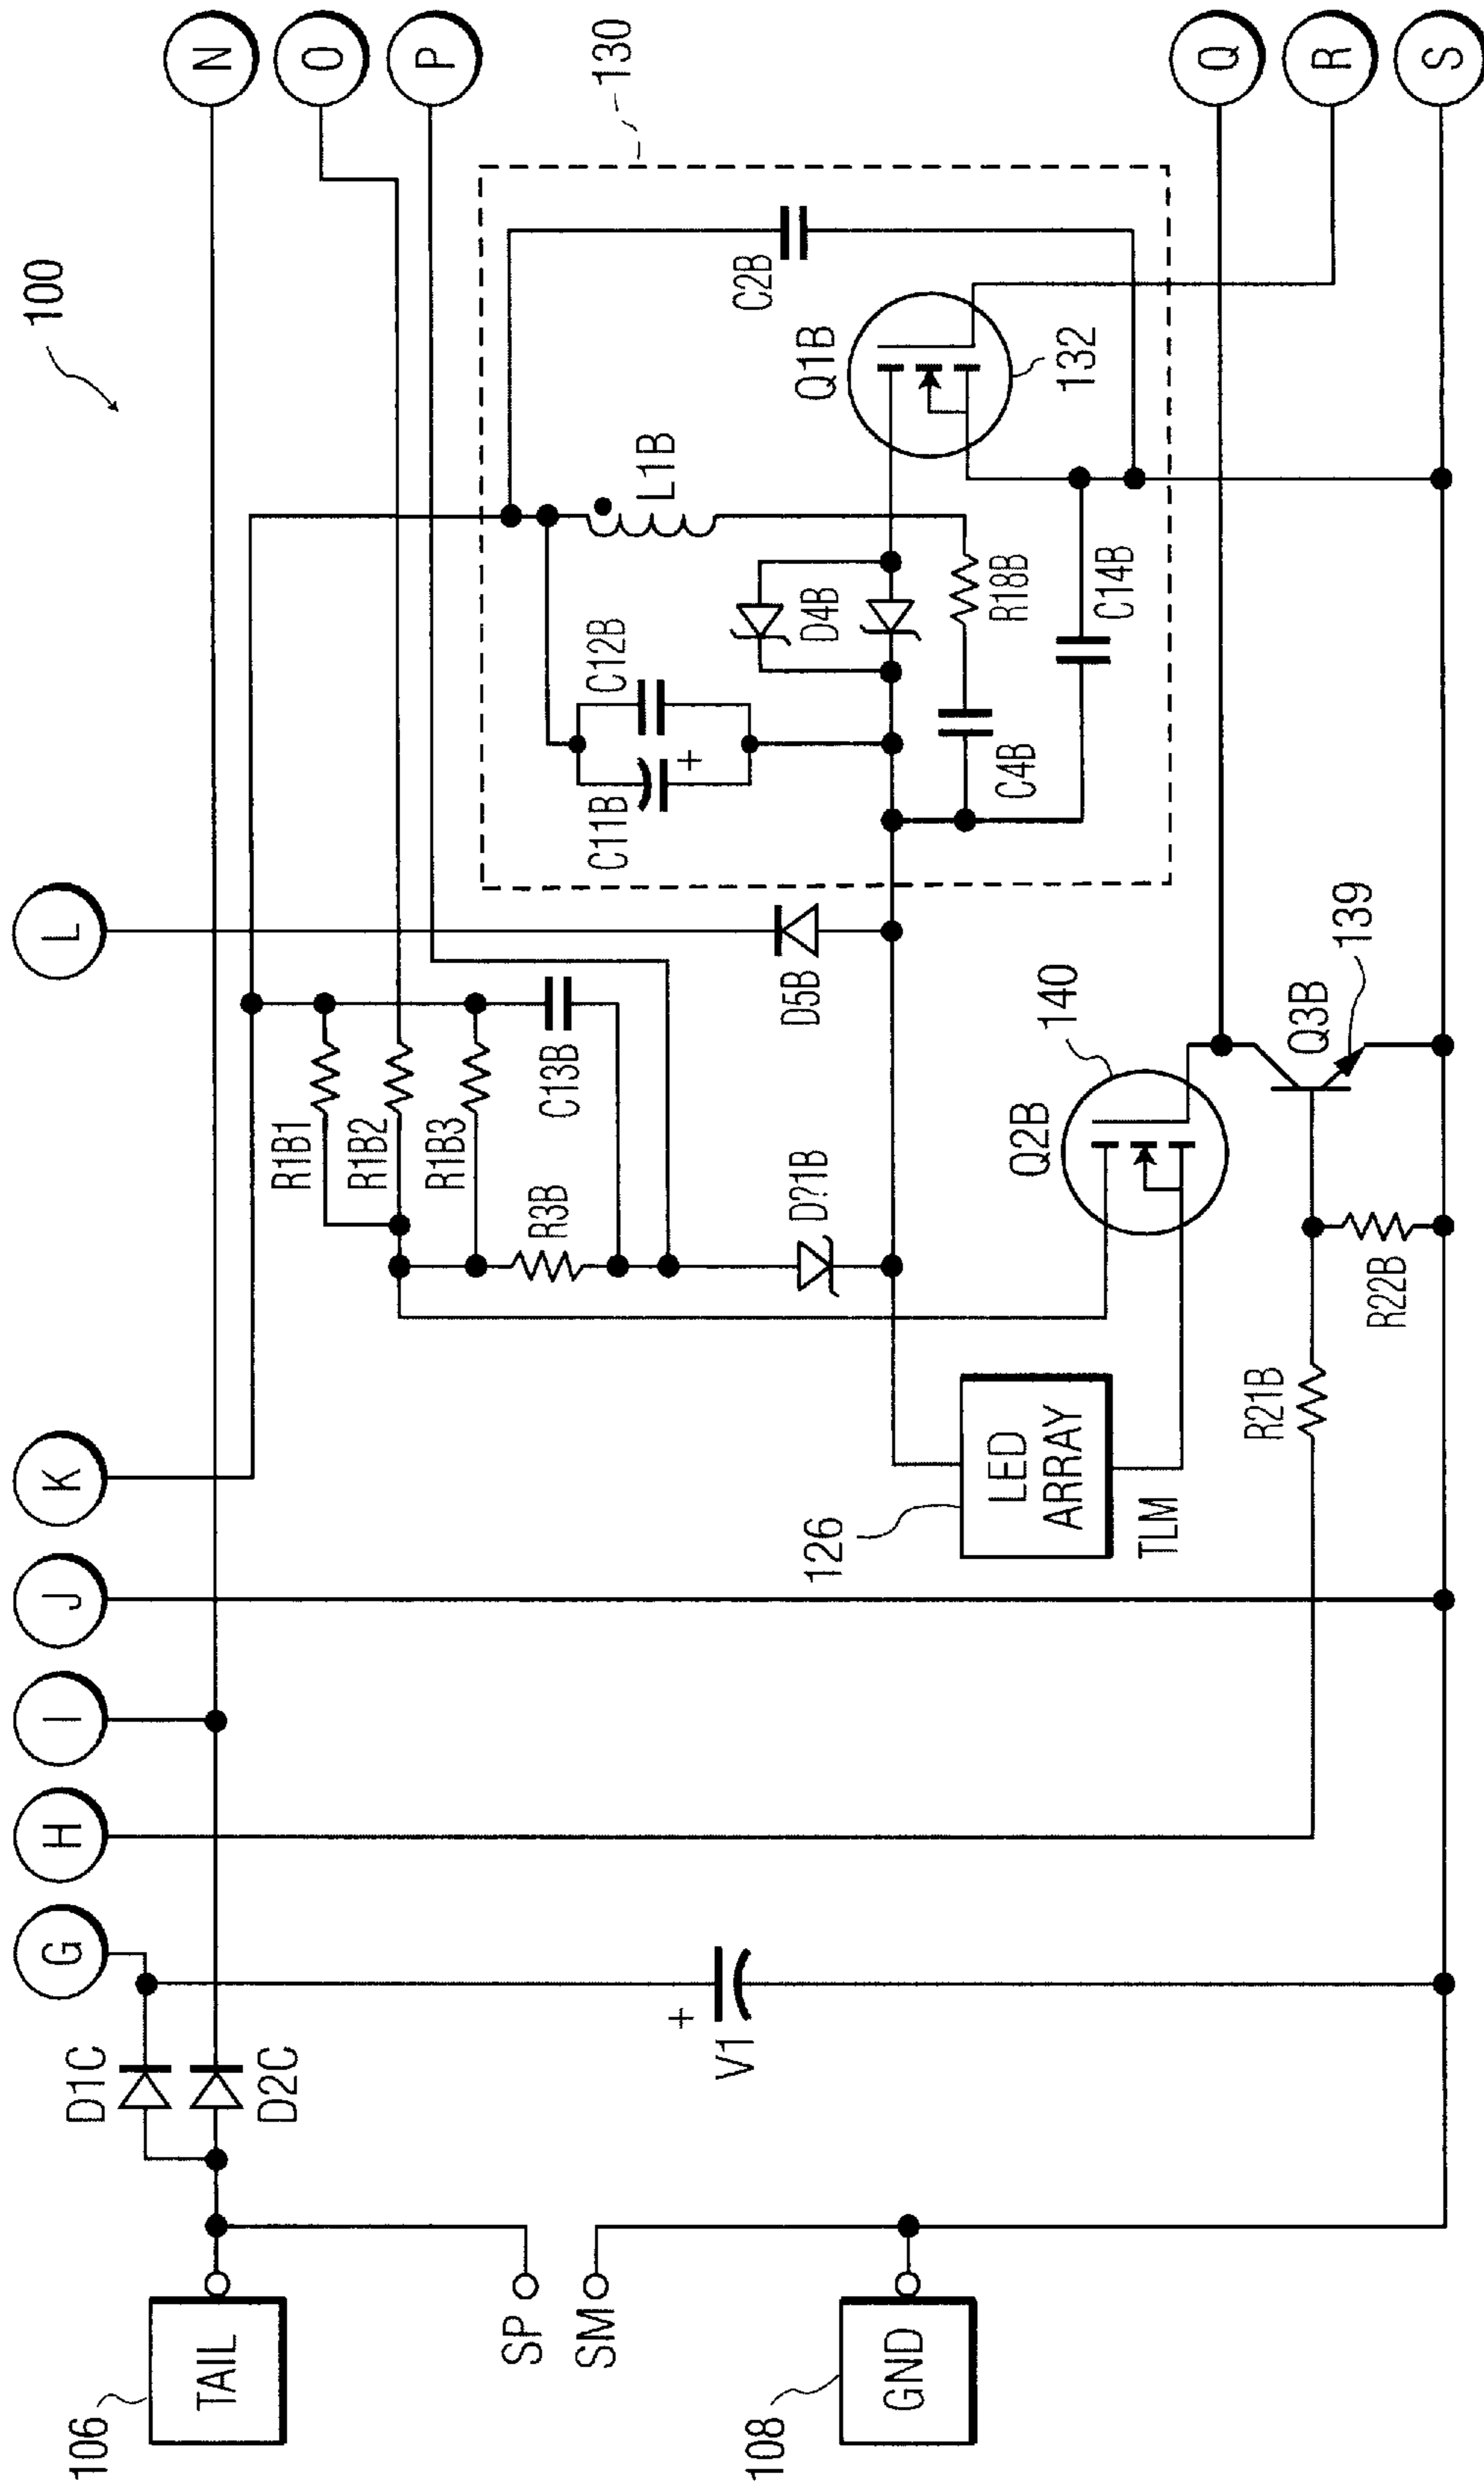 100
G
H
I
J
K
L
N
O
P
Q
R
S
106
TAIL
D1C
D2C
SP
SM
108
GND
+
V1
R1B1
R1B2
R1B3
R3B
C13B
D?1B
D5B
130
C11B
+
C12B
L1B
C2B
D4B
Q1B
132
C4B
R18B
C14B
126
LED
ARRAY
TLM
Q2B
140
Q3B
139
R21B
R22B